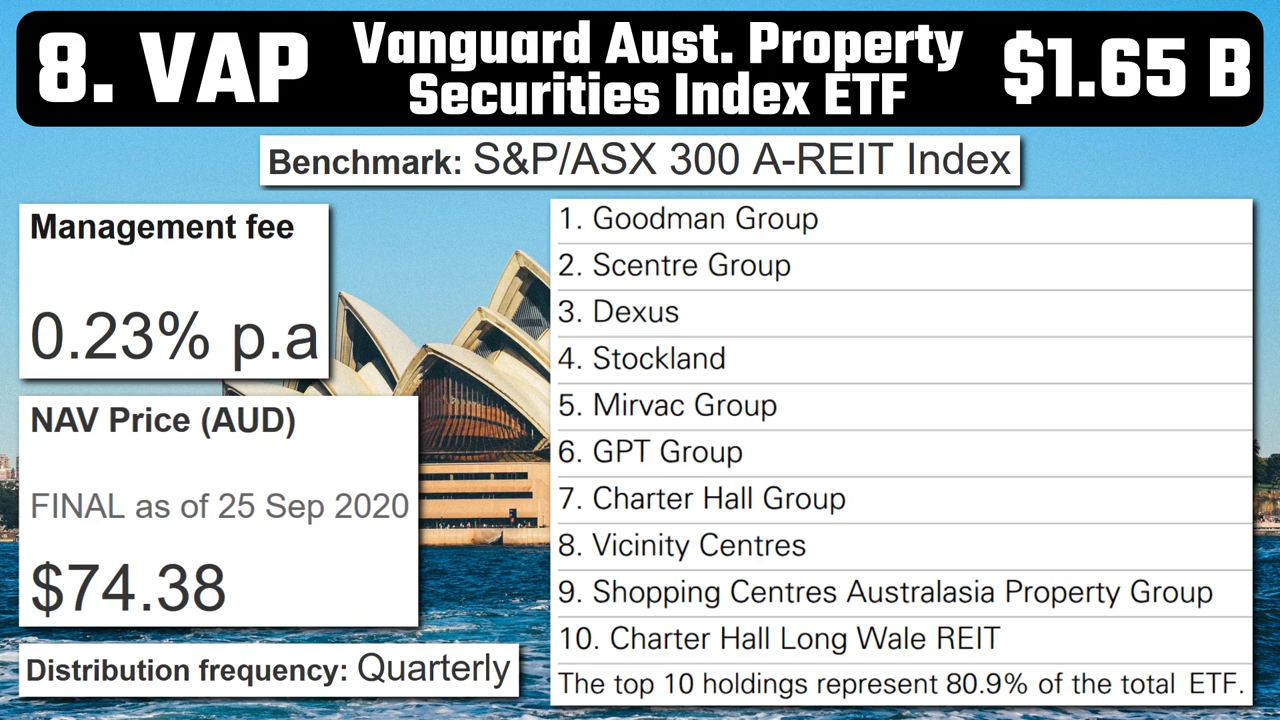 8. VAP
Vanguard Aust. Property
Securities Index ETF
$1.65 B
Benchmark: S&P/ASX 300 A-REIT Index
Management fee
0.23% p.a
NAV Price (AUD)
FINAL as of 25 Sep 2020
$74.38
Distribution frequency: Quarterly
1. Goodman Group
2. Scentre Group
3. Dexus
4. Stockland
5. Mirvac Group
6. GPT Group
7. Charter Hall Group
8. Vicinity Centres
9. Shopping Centres Australasia Property Group
10. Charter Hall Long Wale REIT
The top 10 holdings represent 80.9% of the total ETF.